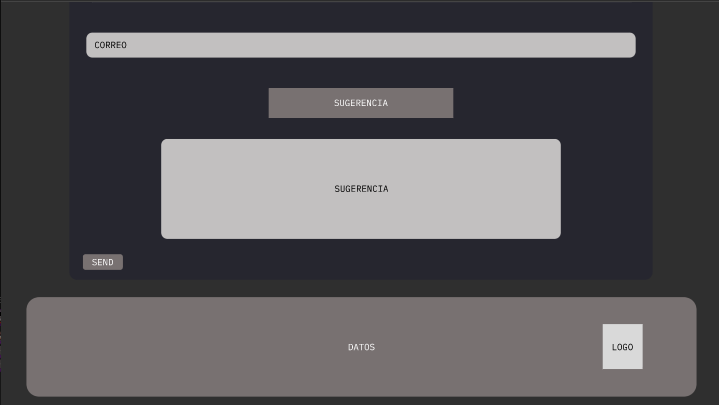 CORREO
SUGERENCIA
SUGERENCIA
SEND
DATOS
LOGO